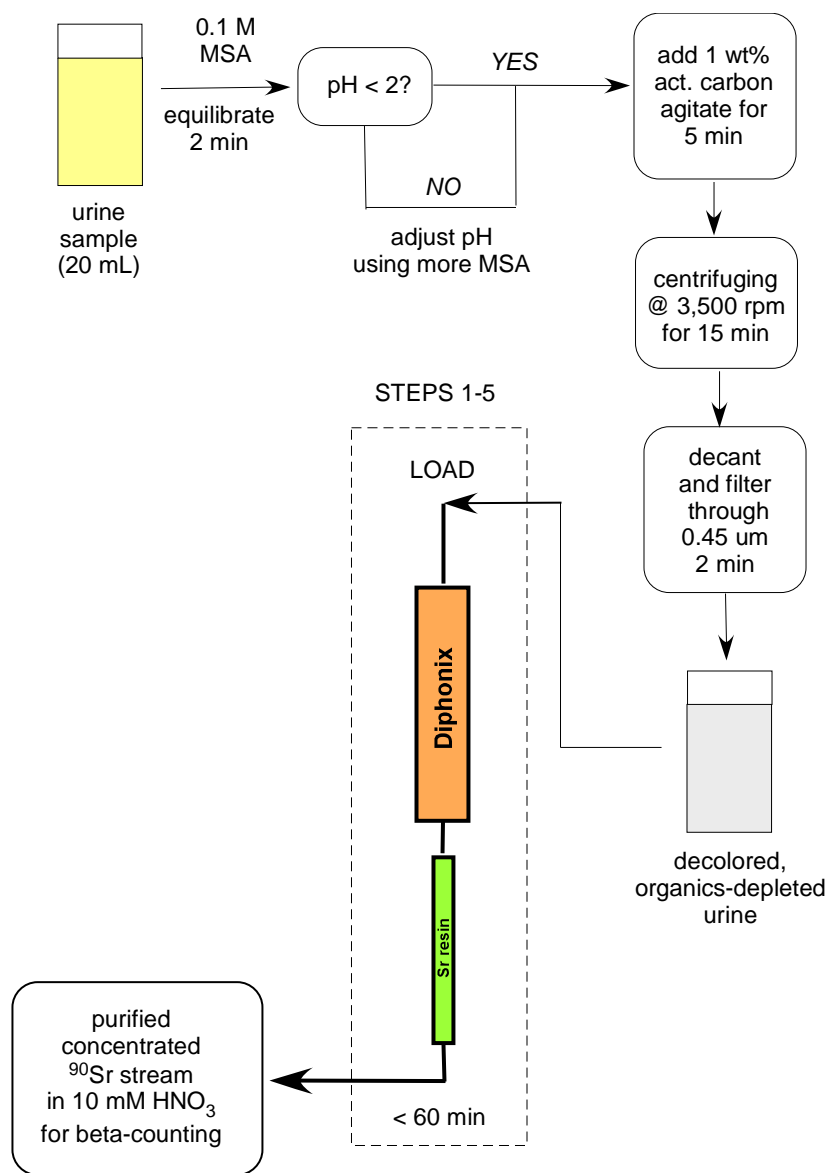 0.1 M
MSA
equilibrate
2 min
urine
sample
(20 mL)
pH < 2?
YES
NO
adjust pH
using more MSA
add 1 wt%
act. carbon
agitate for
5 min
centrifuging
@ 3,500 rpm
for 15 min
decant
and filter
through
0.45 um
2 min
decolored,
organics-depleted
urine
STEPS 1-5
LOAD
Diphonix
Sr resin
< 60 min
purified
concentrated
⁹⁰Sr stream
in 10 mM HNO₃
for beta-counting